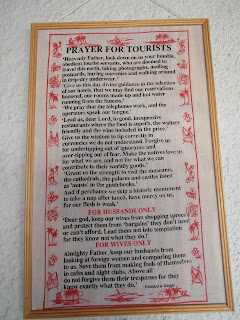 PRAYER FOR TOURISTS
'Heavenly Father, look down on us your humble,
obedient tourist servants, who are doomed to
travel this earth, taking photographs, mailing
postcards, buying souvenirs and walking around
in drip-dry underwear.'
'Give us this day divine guidance in the selection
of our hotels, that we may find our reservations
honored, our rooms made up and hot water
running from the faucets.'
'We pray that the telephones work, and the
operators speak our tongue.'
'Lead us, dear Lord, to good, inexpensive
restaurants where the food is superb, the waiters
friendly and the wine included in the price.'
'Give us the wisdom to tip correctly in
currencies we do not understand. Forgive us
for undertipping out of ignorance and
over-tipping out of fear. Make the natives love us
for what we are, and not for what we can
contribute to their worldly goods.'
'Grant us the strength to visit the museums,
the cathedrals, the palaces and castles listed
as 'musts' in the guidebooks.'
And if perchance we skip a historic monument
to take a nap after lunch, have mercy on us,
for our flesh is weak.'
FOR HUSBANDS ONLY
'Dear god, keep our wives from shopping sprees
and protect them from 'bargains' they don't need
or can't afford. Lead them not into temptation
for they know not what they do.'
FOR WIVES ONLY
Almighty Father, keep our husbands from
looking at foreign women and comparing them
to us. Save them from making fools of themselves
in cafes and night clubs. Above all
do not forgive them their trespasses for they
know exactly what they do.'